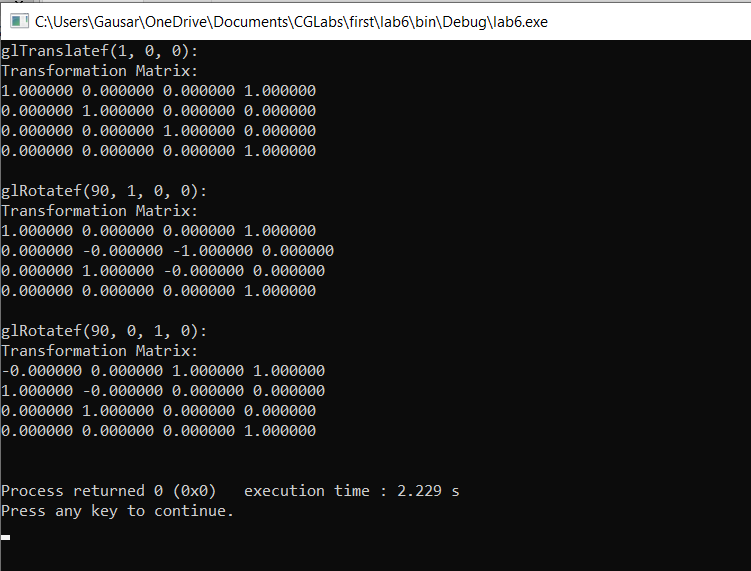 C:\Users\Gausar\OneDrive\Documents\CGLabs\first\lab6\bin\Debug\lab6.exe
glTranslatef(1, 0, 0):
Transformation Matrix:
1.000000 0.000000 0.000000 1.000000
0.000000 1.000000 0.000000 0.000000
0.000000 0.000000 1.000000 0.000000
0.000000 0.000000 0.000000 1.000000
glRotatef(90, 1, 0, 0):
Transformation Matrix:
1.000000 0.000000 0.000000 1.000000
0.000000 -0.000000 -1.000000 0.000000
0.000000 1.000000 -0.000000 0.000000
0.000000 0.000000 0.000000 1.000000
glRotatef(90, 0, 1, 0):
Transformation Matrix:
-0.000000 0.000000 1.000000 1.000000
1.000000 -0.000000 0.000000 0.000000
0.000000 1.000000 0.000000 0.000000
0.000000 0.000000 0.000000 1.000000
Process returned 0 (0x0)   execution time : 2.229 s
Press any key to continue.